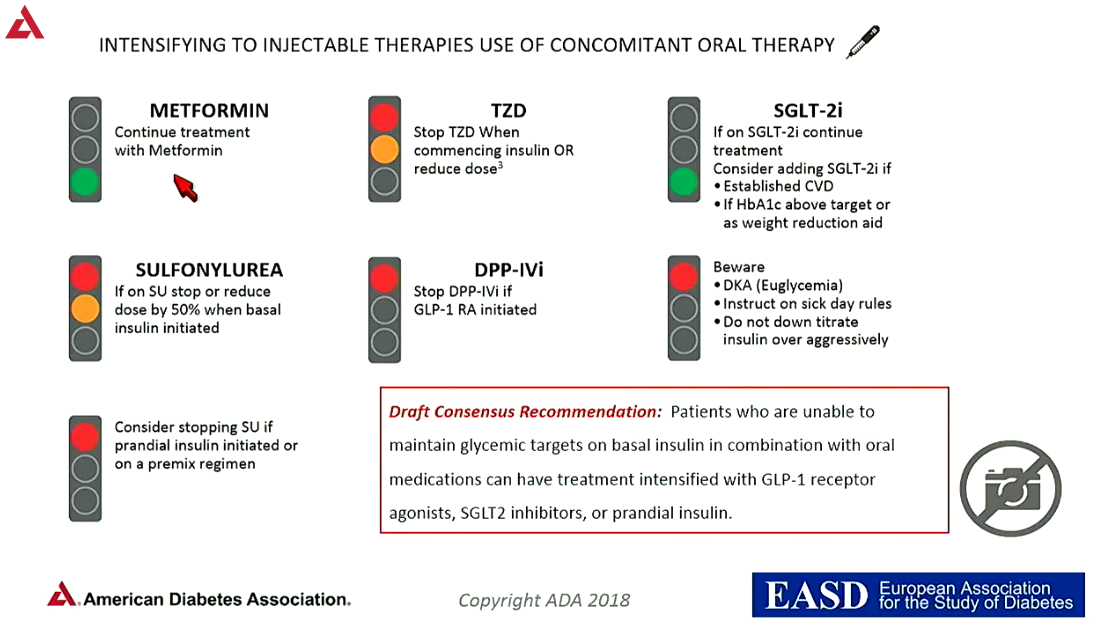 INTENSIFYING TO INJECTABLE THERAPIES USE OF CONCOMITANT ORAL THERAPY
METFORMIN
Continue treatment
with Metformin
TZD
Stop TZD When
commencing insulin OR
reduce dose³
SGLT-2i
If on SGLT-2i continue
treatment
Consider adding SGLT-2i if
• Established CVD
• If HbA1c above target or
as weight reduction aid
SULFONYLUREA
If on SU stop or reduce
dose by 50% when basal
insulin initiated
DPP-IVi
Stop DPP-IVi if
GLP-1 RA initiated
Beware
• DKA (Euglycemia)
• Instruct on sick day rules
• Do not down titrate
insulin over aggressively
Consider stopping SU if
prandial insulin initiated or
on a premix regimen
Draft Consensus Recommendation: Patients who are unable to
maintain glycemic targets on basal insulin in combination with oral
medications can have treatment intensified with GLP-1 receptor
agonists, SGLT2 inhibitors, or prandial insulin.
American Diabetes Association.
Copyright ADA 2018
EASD
European Association
for the Study of Diabetes